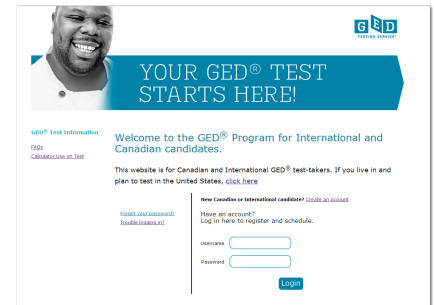 GED
TESTING SERVICE®
YOUR GED® TEST
STARTS HERE!
GED® Test Information
FAQs
Calculator Use on Test
Welcome to the GED® Program for International and
Canadian candidates.
This website is for Canadian and International GED® test-takers. If you live in and
plan to test in the United States, click here
New Canadian or International candidate? Create an Account
Forgot your password?
Trouble logging in?
Have an account?
Log in here to register and schedule.
Username
Password
Login